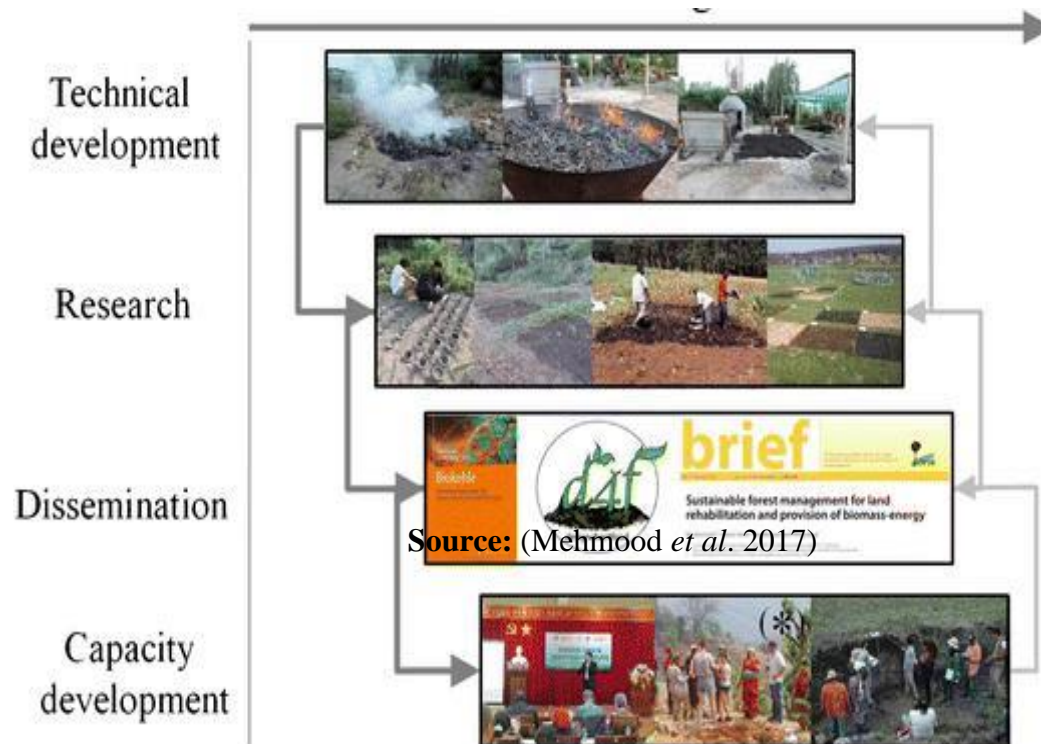 Technical
development
Research
Dissemination
Biokohle
d4f
brief
Sustainable forest management for land
rehabilitation and provision of biomass-energy
Source: (Mehmood et al. 2017)
Capacity
development
(*)